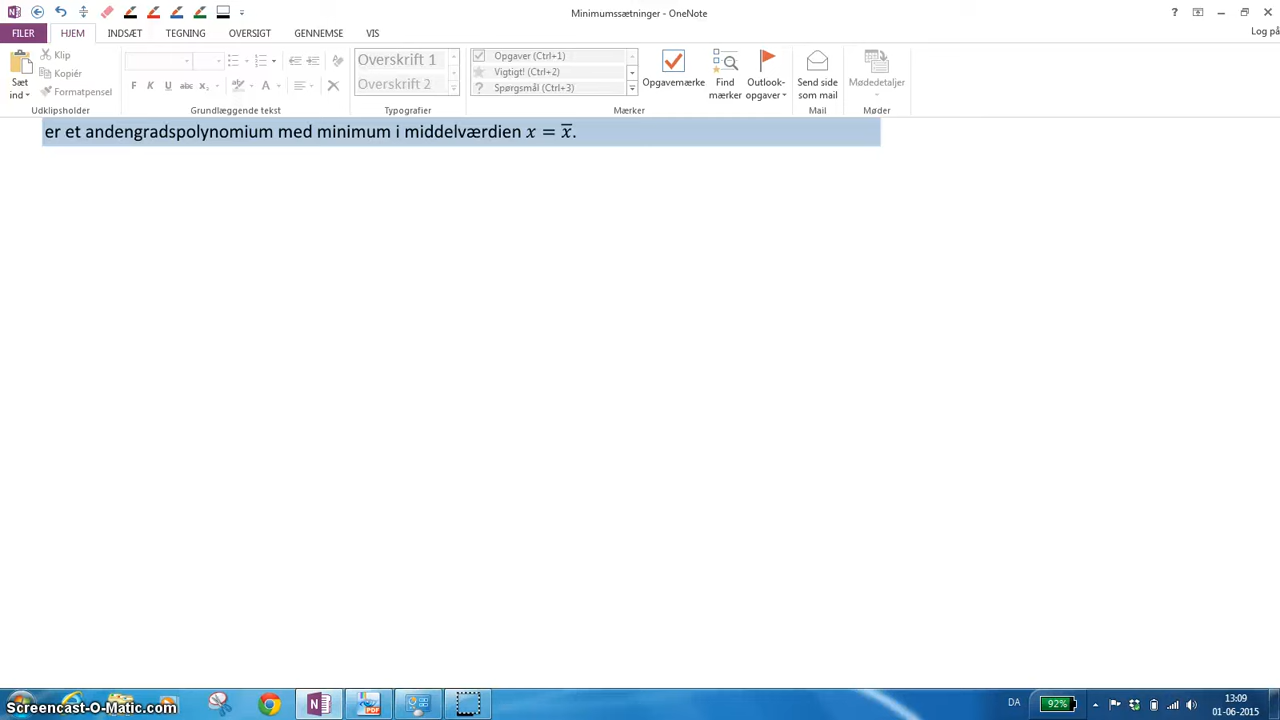 Minimumssætninger - OneNote
?
FILER HJEM INDSÆT TEGNING OVERSIGT GENNEMSE VIS
Log på
Sæt ind
Klip
Kopiér
Formatpensel
Udklipsholder
F K U abc x₂ A
Grundlæggende tekst
Overskrift 1
Overskrift 2
Typografier
Opgaver (Ctrl+1)
Vigtigt! (Ctrl+2)
? Spørgsmål (Ctrl+3)
Mærker
Opgavemærke
Find mærker
Outlook-opgaver
Send side som mail
Mail
Mødedetaljer
Møder
er et andengradspolynomium med minimum i middelværdien x = x̅.
Screencast-O-Matic.com
DA
92%
13:09
01-06-2015